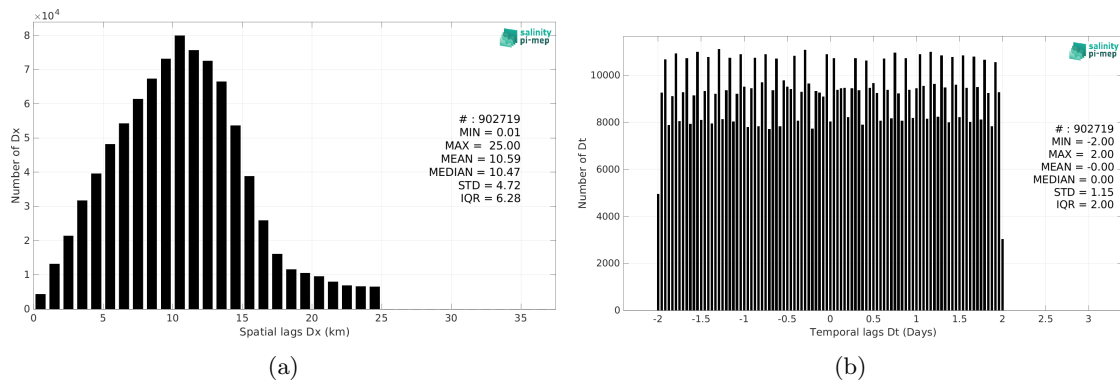 ×10⁴
8
7
6
5
4
3
2
1
0
Number of Dx
salinity
pi-mep
# : 902719
MIN = 0.01
MAX = 25.00
MEAN = 10.59
MEDIAN = 10.47
STD = 4.72
IQR = 6.28
0 5 10 15 20 25 30 35
Spatial lags Dx (km)
(a)
10000
8000
6000
4000
2000
0
Number of Dt
salinity
pi-mep
# : 902719
MIN = -2.00
MAX = 2.00
MEAN = -0.00
MEDIAN = 0.00
STD = 1.15
IQR = 2.00
-2 -1.5 -1 -0.5 0 0.5 1 1.5 2 2.5 3
Temporal lags Dt (Days)
(b)